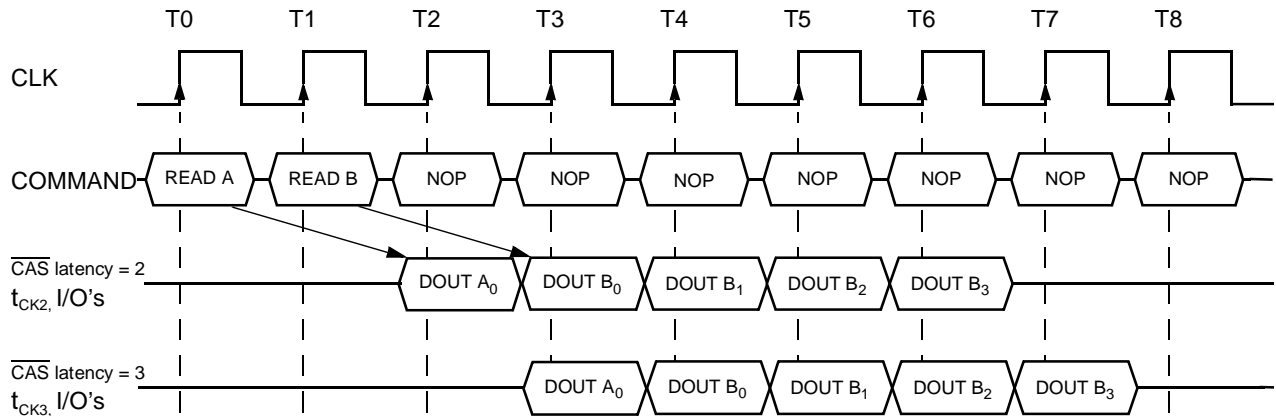 T0 T1 T2 T3 T4 T5 T6 T7 T8
CLK
COMMAND READ A READ B NOP NOP NOP NOP NOP NOP NOP
CAS latency = 2
tCK2, I/O's DOUT A0 DOUT B0 DOUT B1 DOUT B2 DOUT B3
CAS latency = 3
tCK3, I/O's DOUT A0 DOUT B0 DOUT B1 DOUT B2 DOUT B3